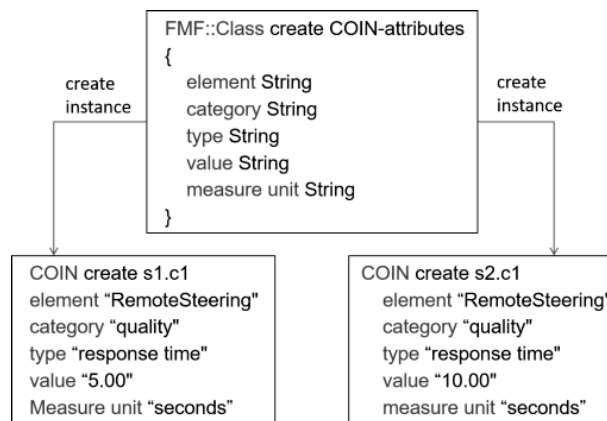 FMF::Class create COIN-attributes
{
element String
category String
type String
value String
measure unit String
}
create
instance
create
instance
COIN create s1.c1
element “RemoteSteering"
category “quality"
type “response time"
value “5.00"
Measure unit “seconds”
COIN create s2.c1
element “RemoteSteering"
category “quality"
type “response time"
value “10.00"
measure unit “seconds”